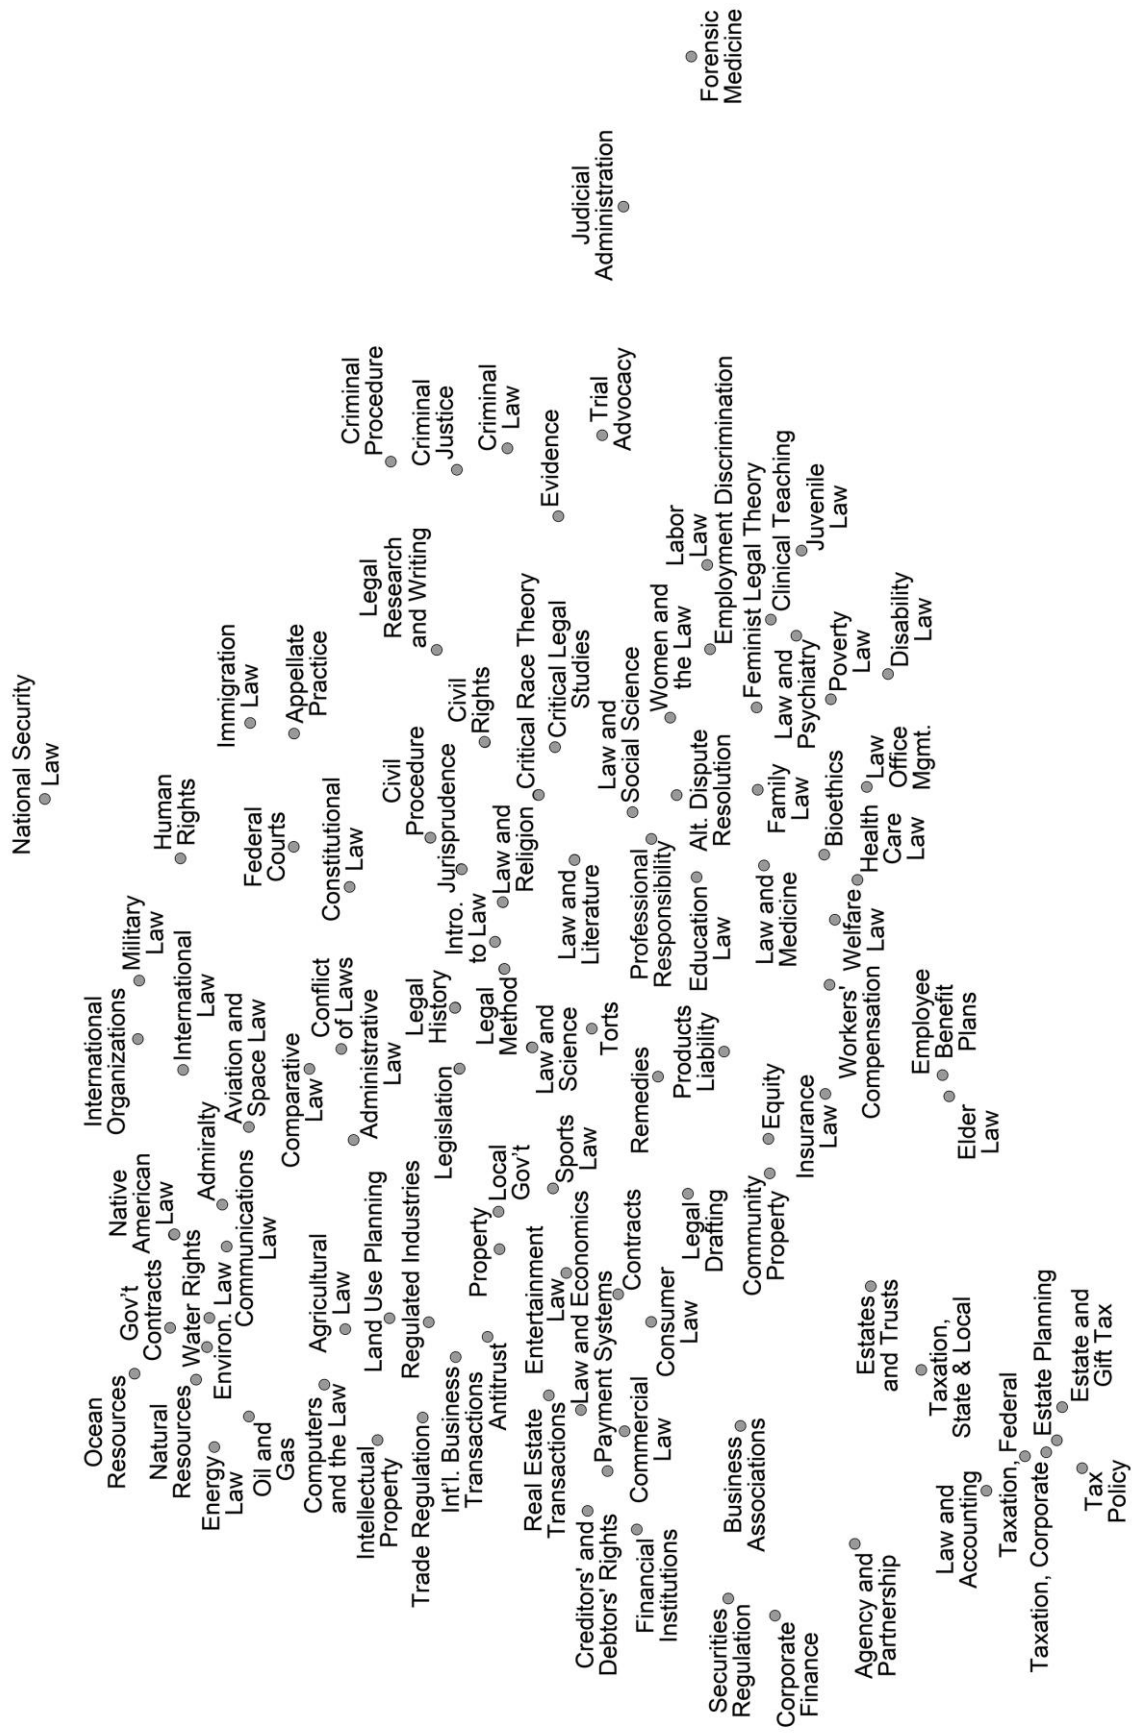 National Security
Law
Human
Rights
Immigration
Law
Appellate
Practice
Federal
Courts
Constitutional
Law
Military
Law
International
Organizations
International
Law
Aviation and
Space Law
Comparative
Law
Conflict
of Laws
Administrative
Law
Admiralty
Native
American
Law
Gov't
Contracts
Water Rights
Environ. Law
Communications
Law
Ocean
Resources
Natural
Resources
Energy
Law
Oil and
Gas
Agricultural
Law
Land Use Planning
Regulated Industries
Computers
and the Law
Intellectual
Property
Trade Regulation
Int'l. Business
Transactions
Antitrust
Criminal
Procedure
Criminal
Justice
Criminal
Law
Evidence
Trial
Advocacy
Judicial
Administration
Forensic
Medicine
Legal
Research
and Writing
Civil
Rights
Civil
Procedure
Jurisprudence
Critical Race Theory
Critical Legal
Studies
Law and
Religion
Intro.
to Law
Law and
Literature
Legal
History
Legal
Method
Law and
Science
Torts
Legislation
Property
Local
Gov't
Sports
Law
Entertainment
Law
Law and Economics
Real Estate
Transactions
Payment Systems
Contracts
Consumer
Law
Commercial
Law
Creditors' and
Debtors' Rights
Financial
Institutions
Law and
Social Science
Women and
the Law
Labor
Law
Employment Discrimination
Feminist Legal Theory
Clinical Teaching
Juvenile
Law
Law and
Psychiatry
Poverty
Law
Disability
Law
Alt. Dispute
Resolution
Family
Law
Professional
Responsibility
Education
Law
Law and
Medicine
Bioethics
Law
Office
Mgmt.
Health
Care
Law
Welfare
Law
Workers'
Compensation
Remedies
Products
Liability
Equity
Insurance
Law
Employee
Benefit
Plans
Elder
Law
Legal
Drafting
Community
Property
Estates
and Trusts
Taxation,
State & Local
Business
Associations
Securities
Regulation
Corporate
Finance
Agency and
Partnership
Law and
Accounting
Taxation, Federal
Taxation, Corporate
Estate Planning
Estate and
Gift Tax
Tax
Policy